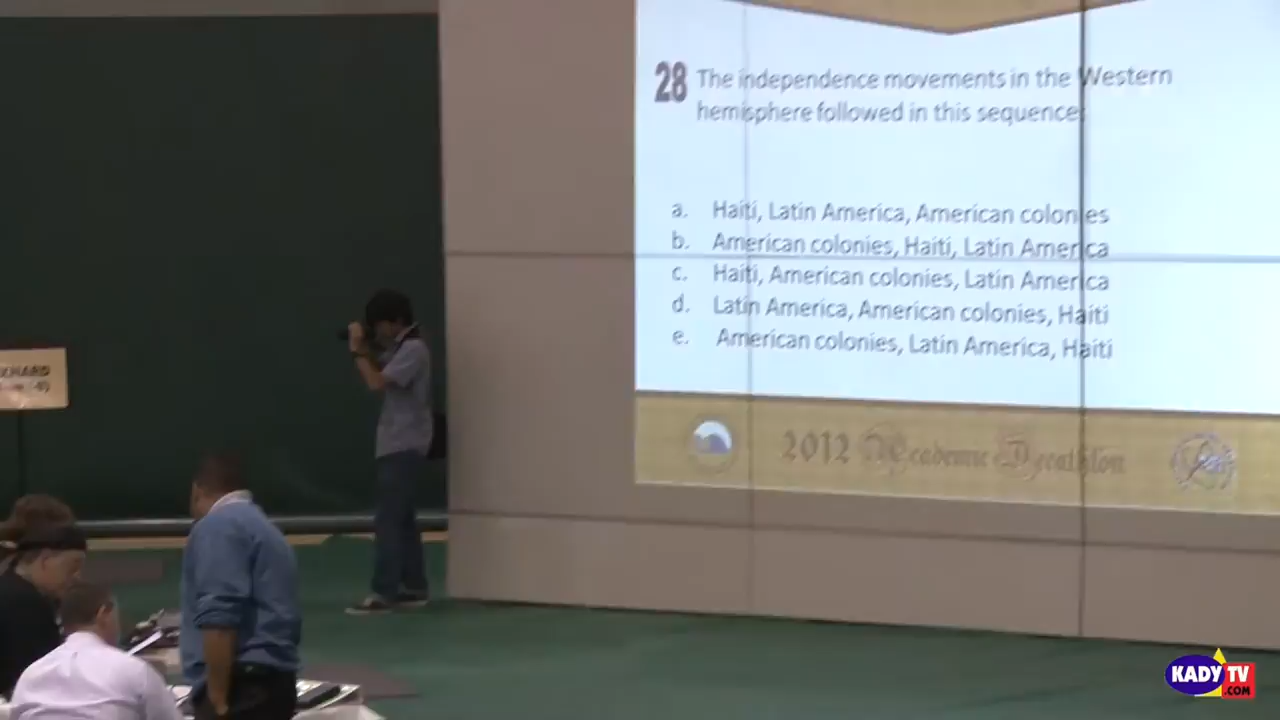 28 The independence movements in the Western
hemisphere followed in this sequence:
a. Haiti, Latin America, American colonies
b. American colonies, Haiti, Latin America
c. Haiti, American colonies, Latin America
d. Latin America, American colonies, Haiti
e. American colonies, Latin America, Haiti
2012 Academic Decathlon
KADY TV
.COM